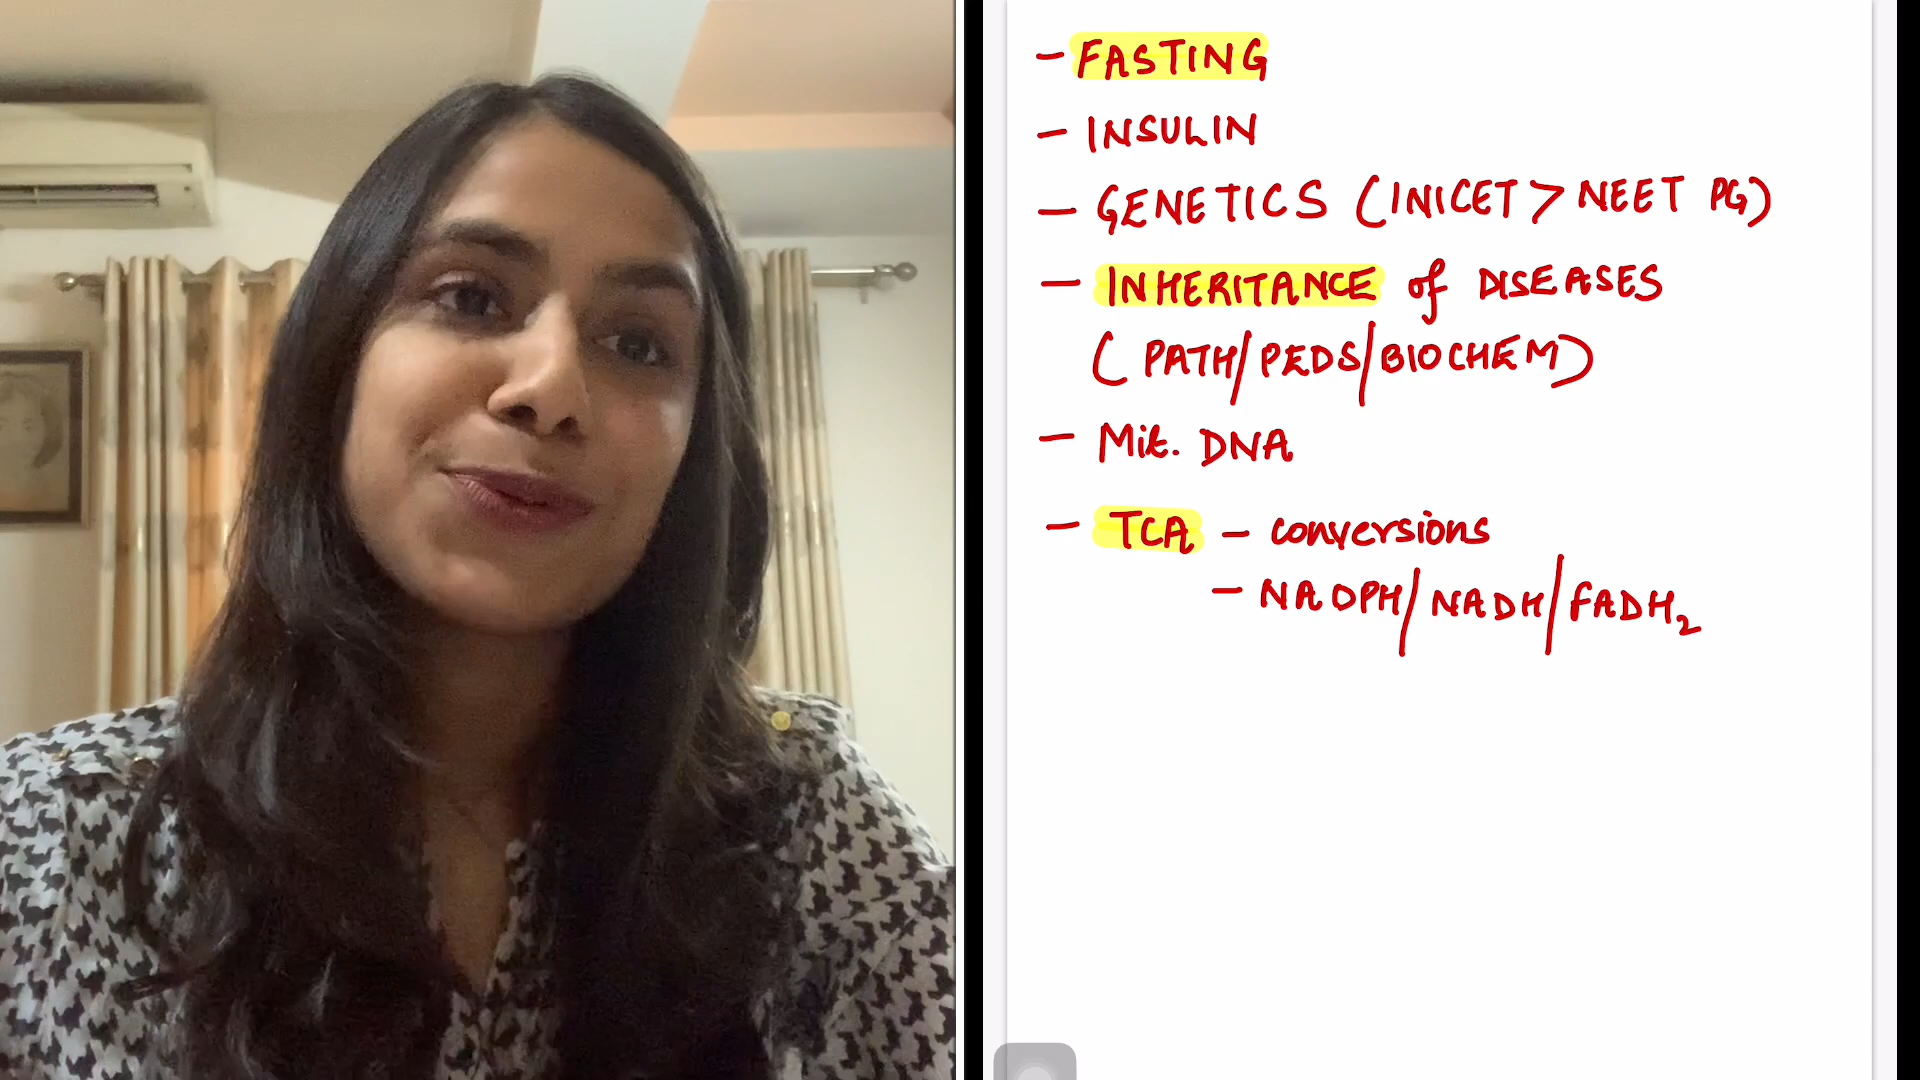 - FASTING
- INSULIN
- GENETICS (INICET > NEET PG)
- INHERITANCE of DISEASES
( PATH/PEDS/BIOCHEM)
- Mit. DNA
- TCA - conversions
- NADPH/NADH/FADH₂